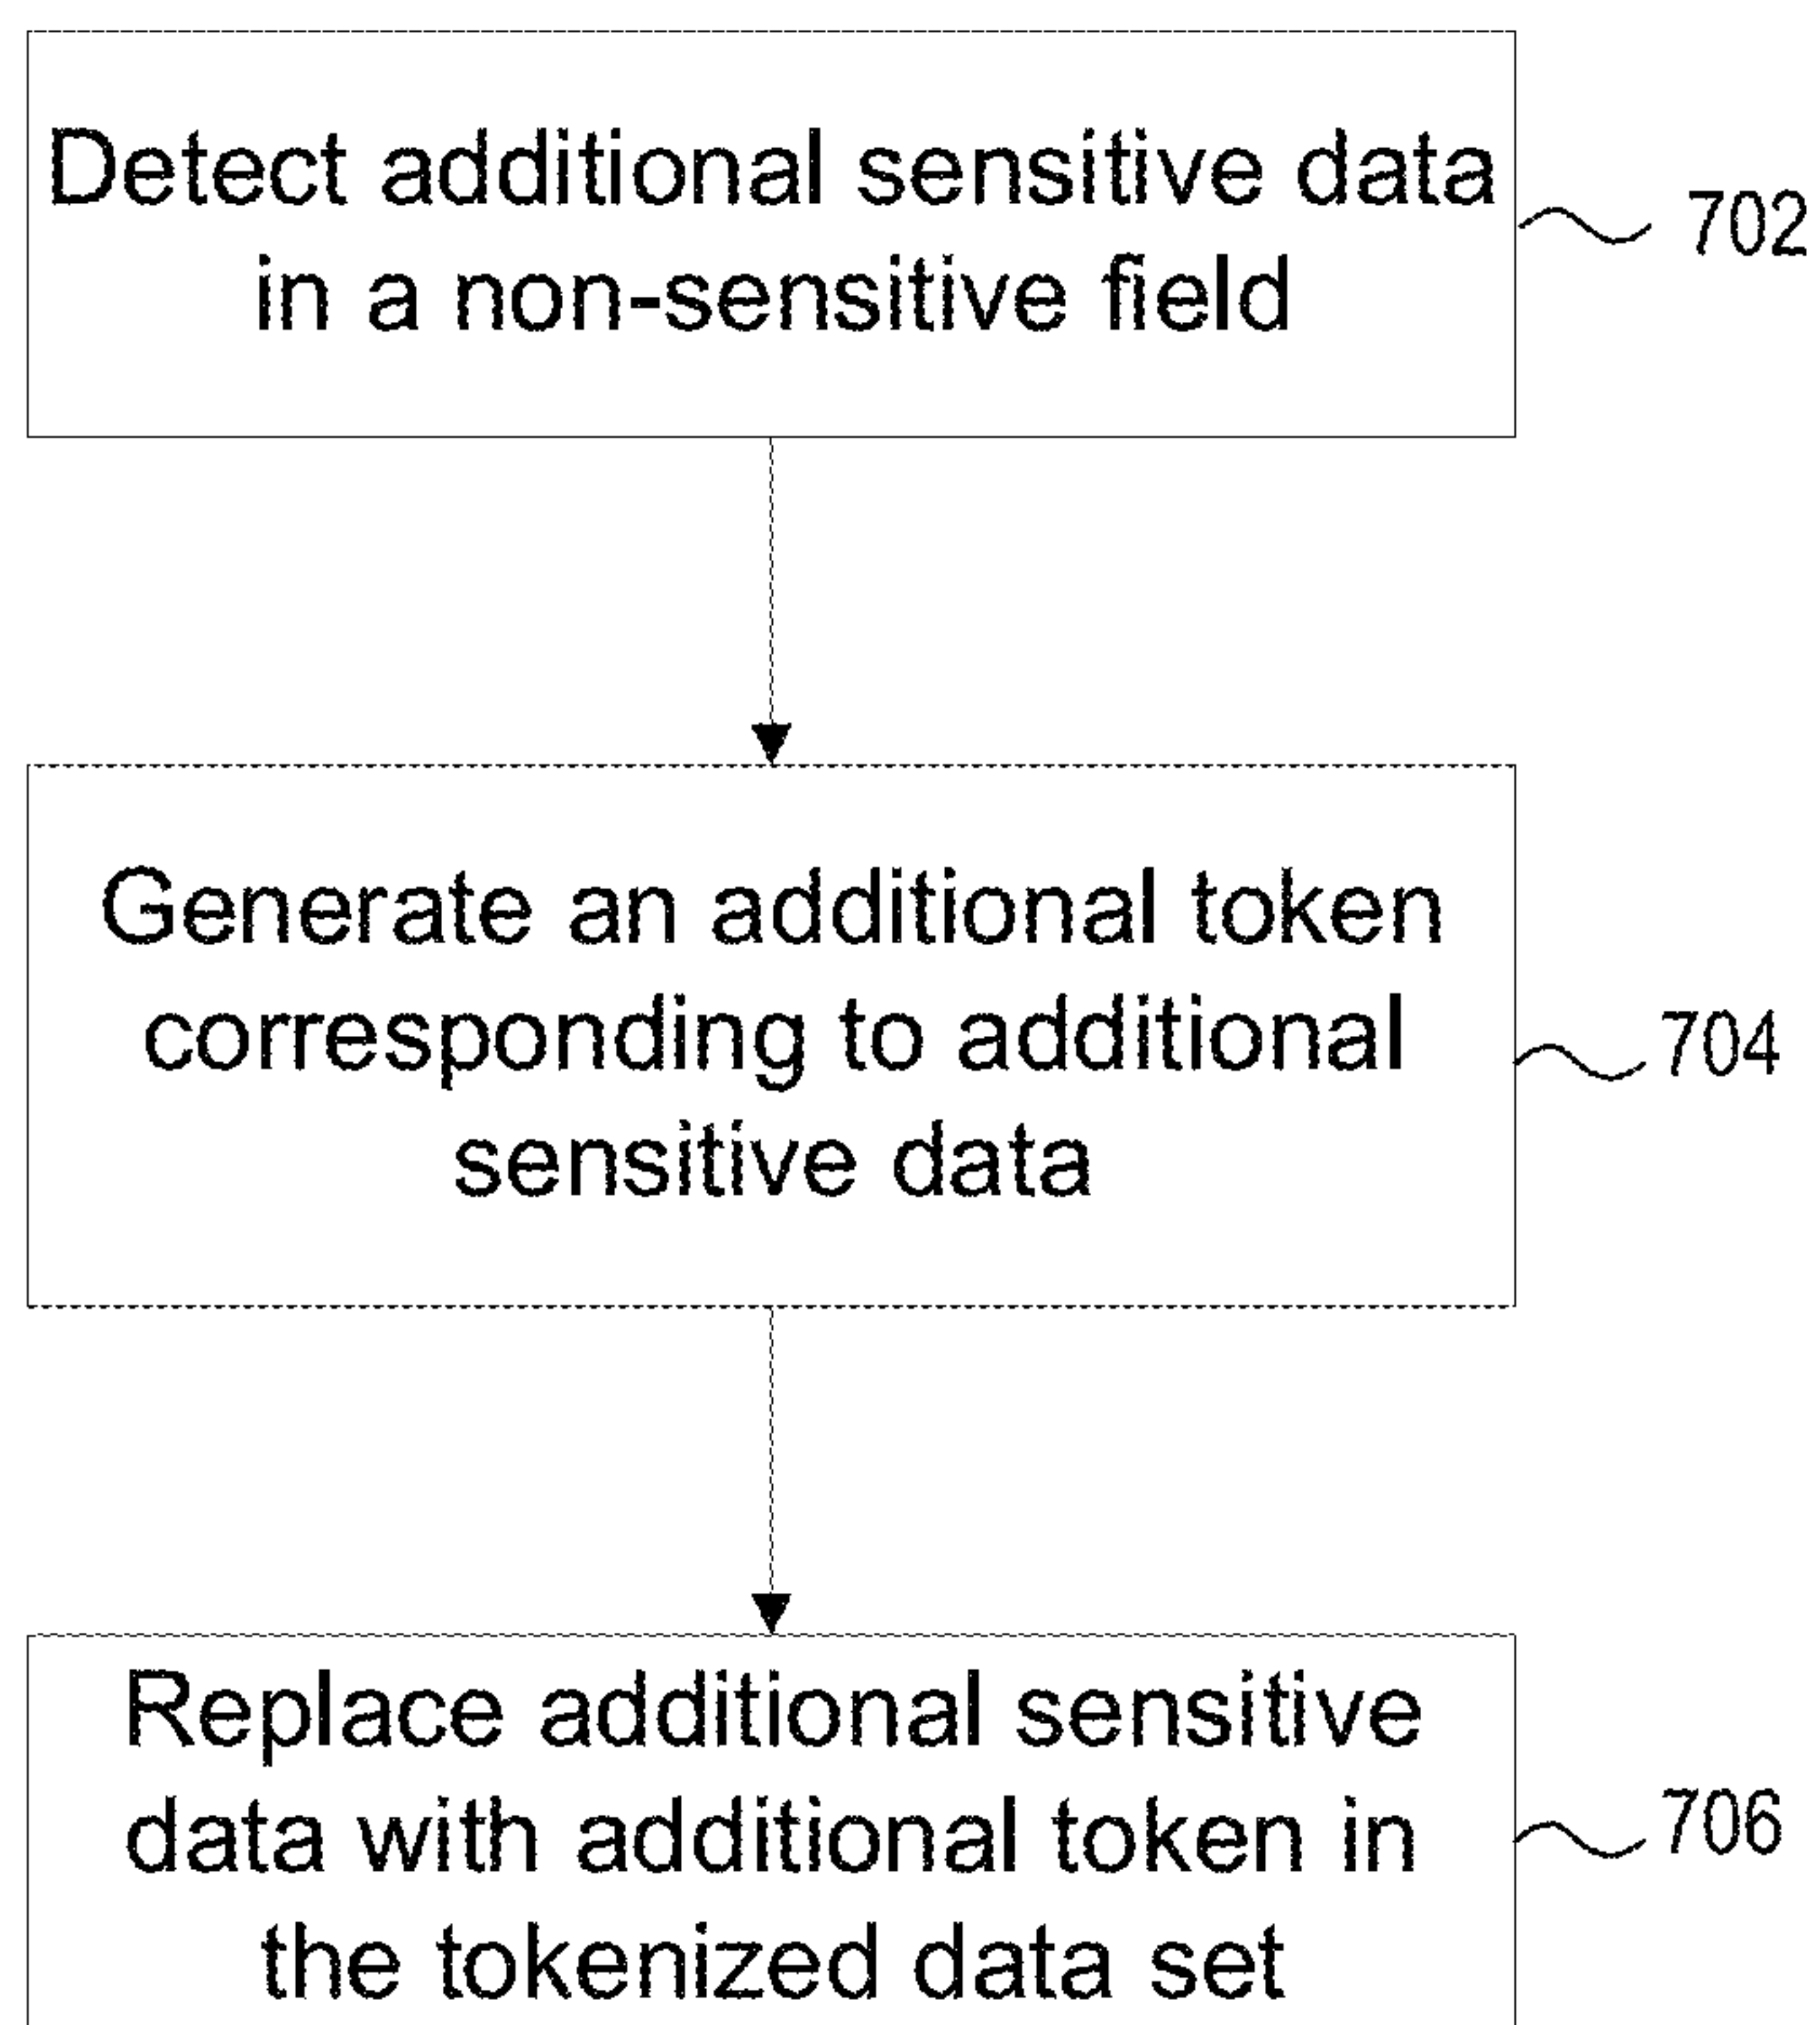 Detect additional sensitive data
in a non-sensitive field
702
Generate an additional token
corresponding to additional
sensitive data
704
Replace additional sensitive
data with additional token in
the tokenized data set
706